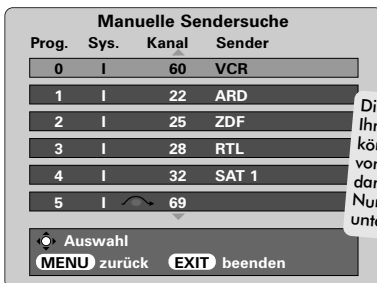 Manuelle Sendersuche
Prog. Sys. Kanal Sender
0 I 60 VCR
1 I 22 ARD
2 I 25 ZDF
3 I 28 RTL
4 I 32 SAT 1
5 I 69
Auswahl
MENU zurück EXIT beenden